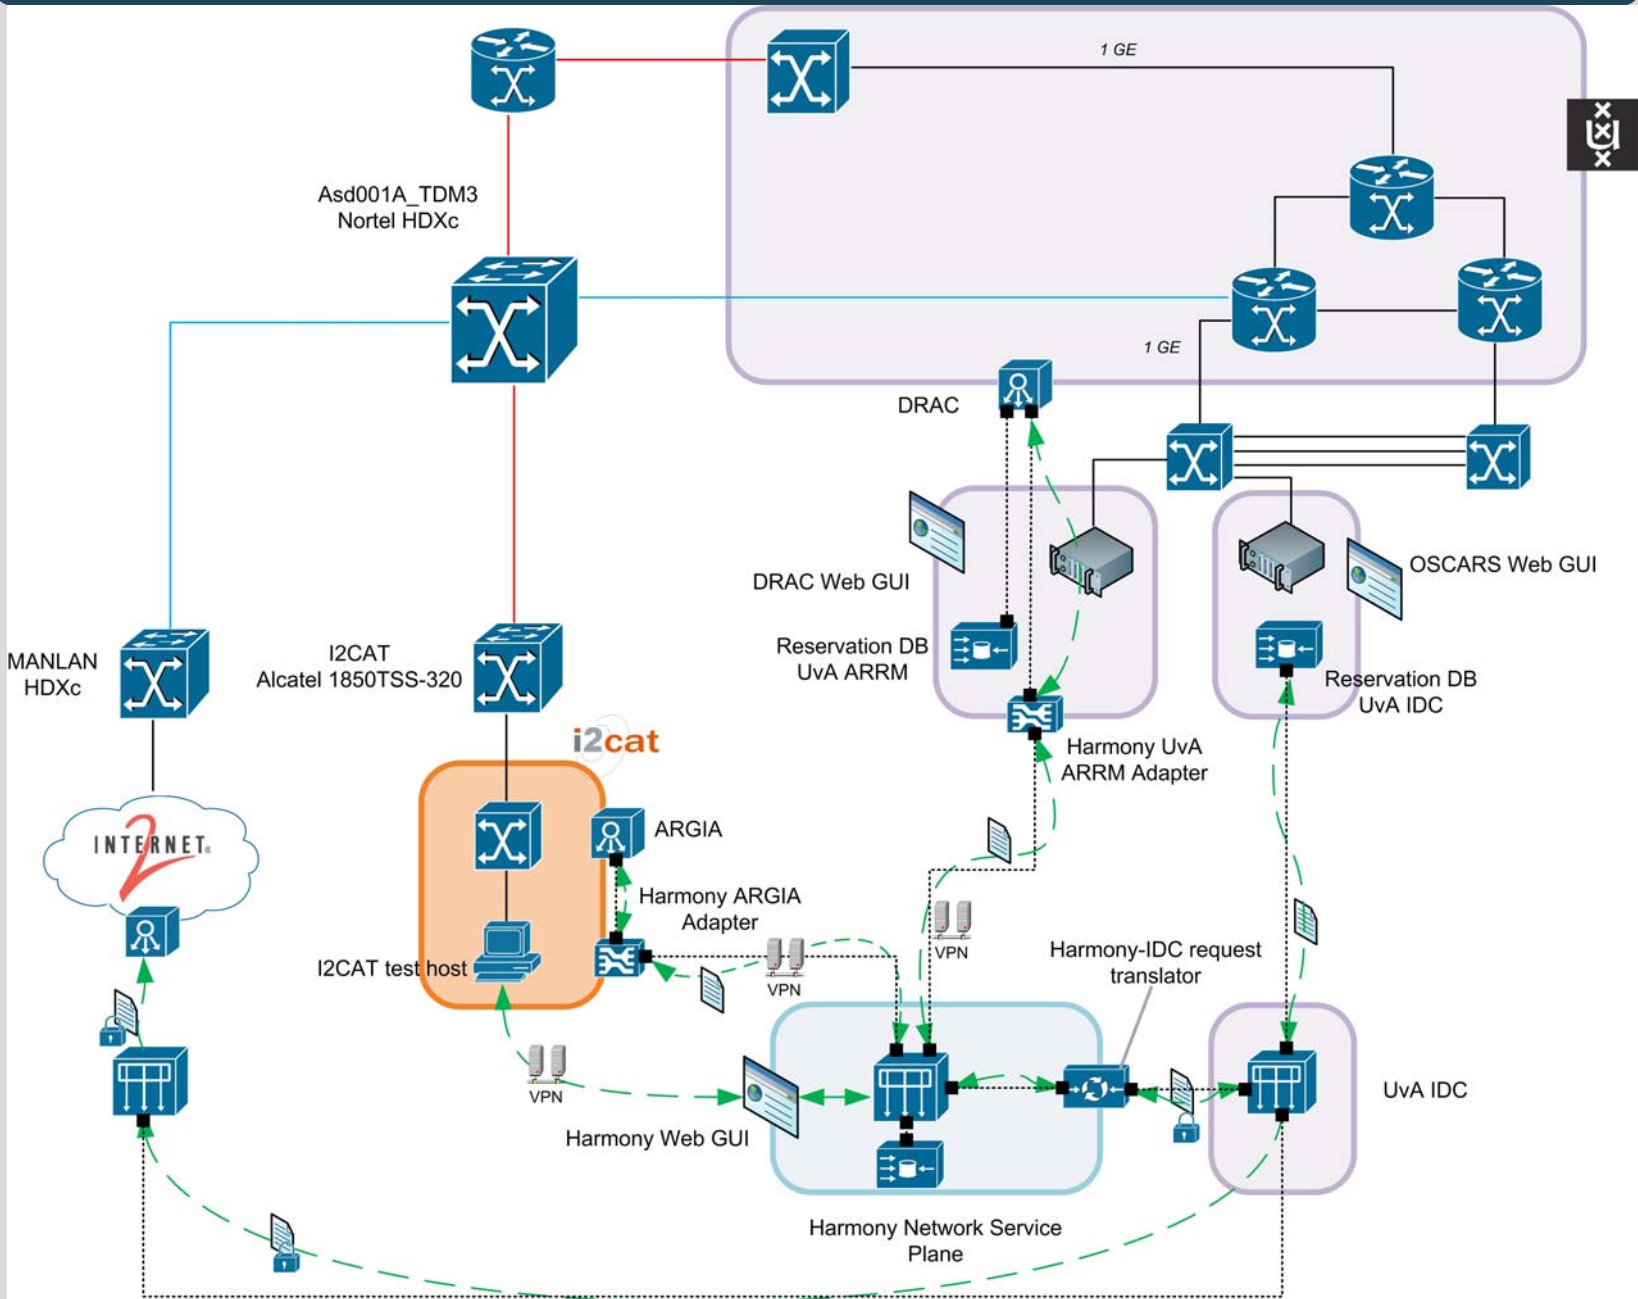 1 GE
Asd001A_TDM3
Nortel HDXc
U
X
X
X
1 GE
DRAC
DRAC Web GUI
OSCARS Web GUI
Reservation DB
UvA ARRM
Reservation DB
UvA IDC
MANLAN
HDXc
I2CAT
Alcatel 1850TSS-320
i2cat
Harmony UvA
ARRM Adapter
INTERNET
2
ARGIA
Harmony ARGIA
Adapter
I2CAT test host
VPN
VPN
Harmony-IDC request
translator
VPN
Harmony Web GUI
UvA IDC
Harmony Network Service
Plane